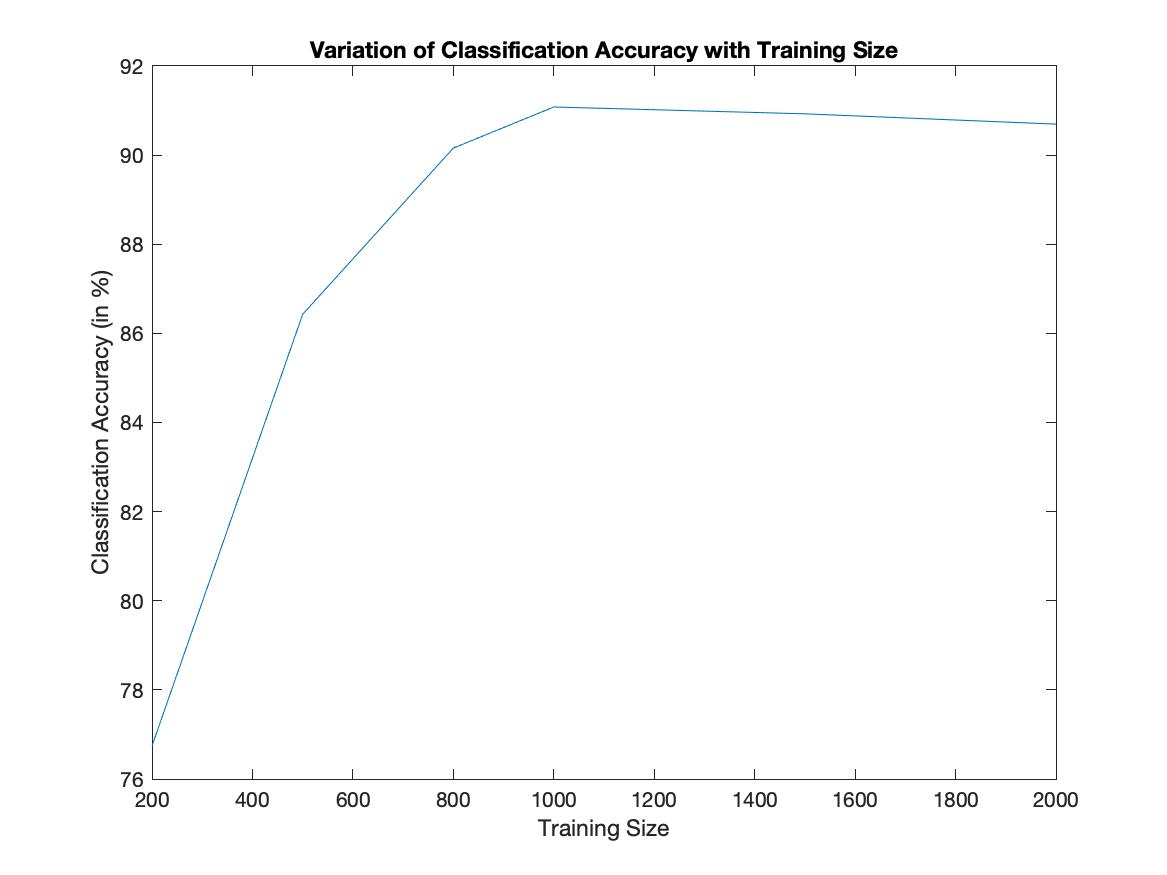 Variation of Classification Accuracy with Training Size
92
90
88
86
84
82
80
78
76
Classification Accuracy (in %)
200 400 600 800 1000 1200 1400 1600 1800 2000
Training Size